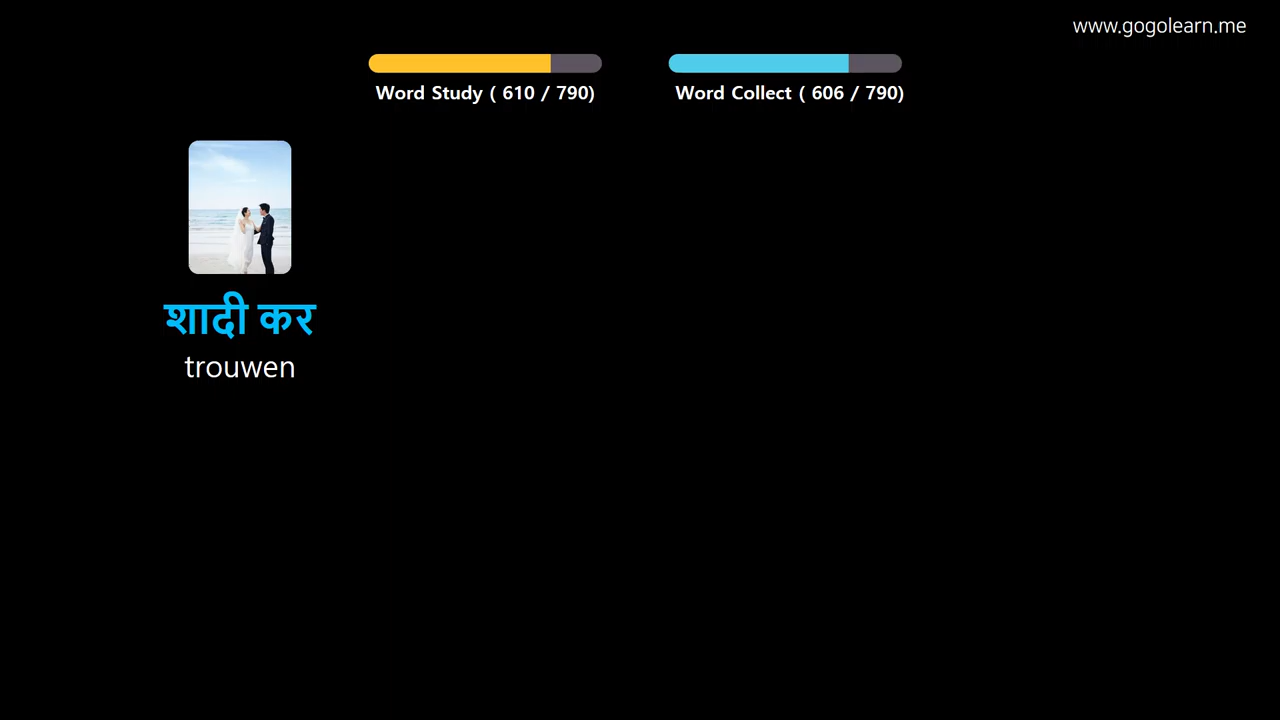 www.gogolearn.me
Word Study ( 610 / 790)
Word Collect ( 606 / 790)
शादी कर
trouwen